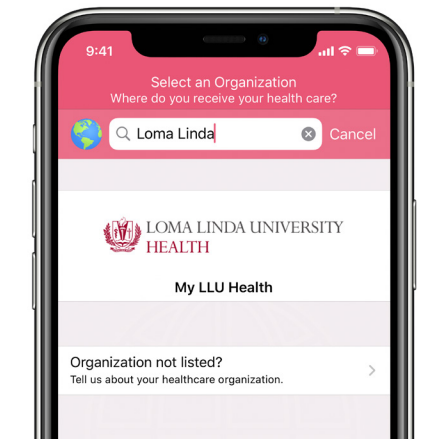 9:41
Select an Organization
Where do you receive your health care?
Loma Linda
Cancel
LOMA LINDA UNIVERSITY
HEALTH
My LLU Health
Organization not listed?
Tell us about your healthcare organization.